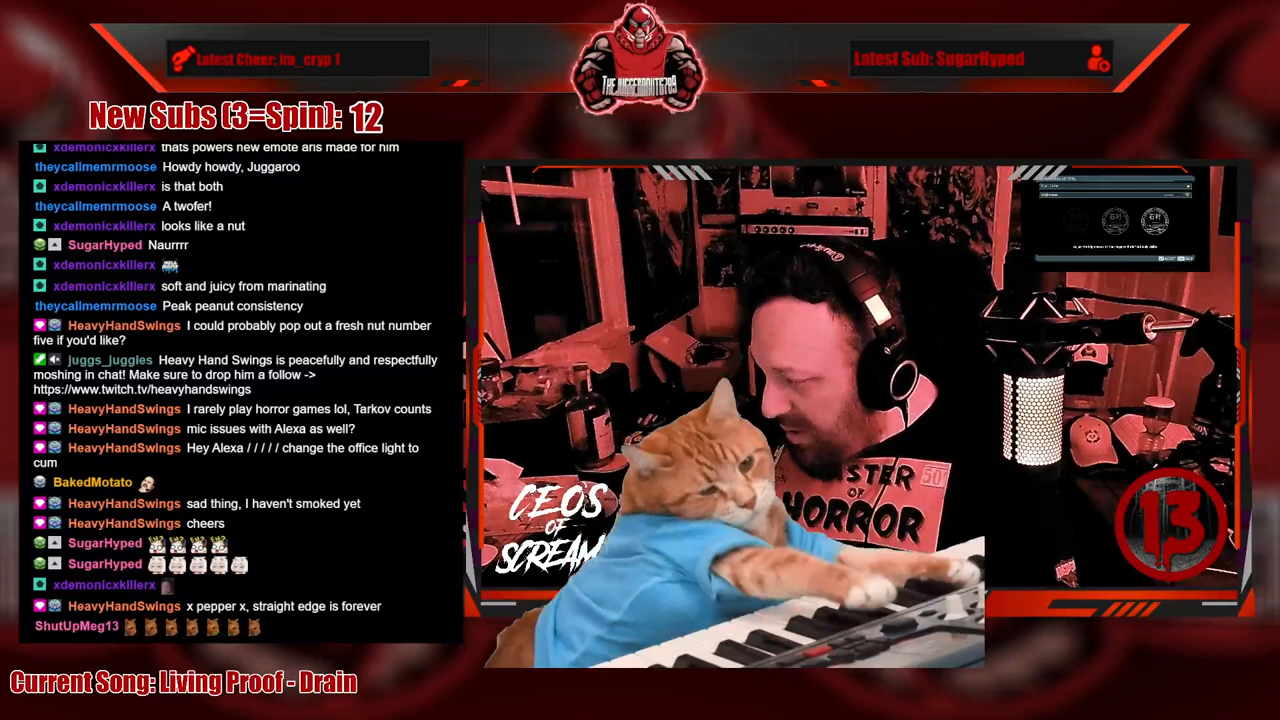 Latest Cheer: im_cryp 1
THEJUGGERNAUT6789
Latest Sub: SugarHyped
New Subs (3=Spin): 12
xdemonicxkillerx thats powers new emote aris made for him
theycallmemrmoose Howdy howdy, Juggaroo
xdemonicxkillerx is that both
theycallmemrmoose A twofer!
xdemonicxkillerx looks like a nut
SugarHyped Naurrrr
xdemonicxkillerx
xdemonicxkillerx soft and juicy from marinating
theycallmemrmoose Peak peanut consistency
HeavyHandSwings I could probably pop out a fresh nut number
five if you'd like?
juggs_juggles Heavy Hand Swings is peacefully and respectfully
moshing in chat! Make sure to drop him a follow ->
https://www.twitch.tv/heavyhandswings
HeavyHandSwings I rarely play horror games lol, Tarkov counts
HeavyHandSwings mic issues with Alexa as well?
HeavyHandSwings Hey Alexa / / / / / change the office light to
cum
BakedMotato
HeavyHandSwings sad thing, I haven't smoked yet
HeavyHandSwings cheers
SugarHyped
SugarHyped
xdemonicxkillerx
HeavyHandSwings x pepper x, straight edge is forever
ShutUpMeg13
CEOS
OF
SCREAM
STER 50
OF
HORROR
13
Current Song: Living Proof - Drain